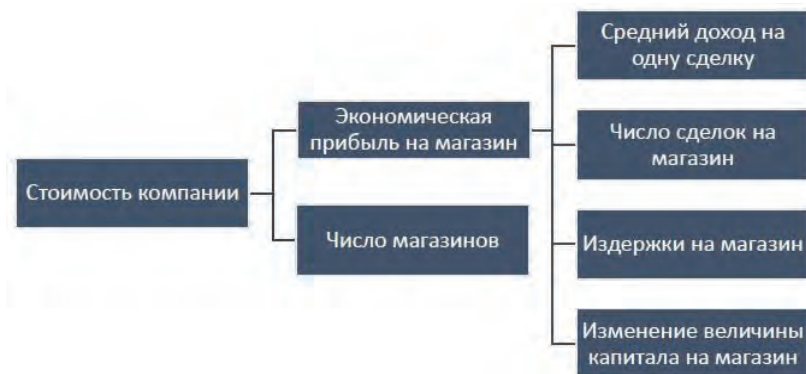 Стоимость компании
Экономическая
прибыль на магазин
Число магазинов
Средний доход на
одну сделку
Число сделок на
магазин
Издержки на магазин
Изменение величины
капитала на магазин